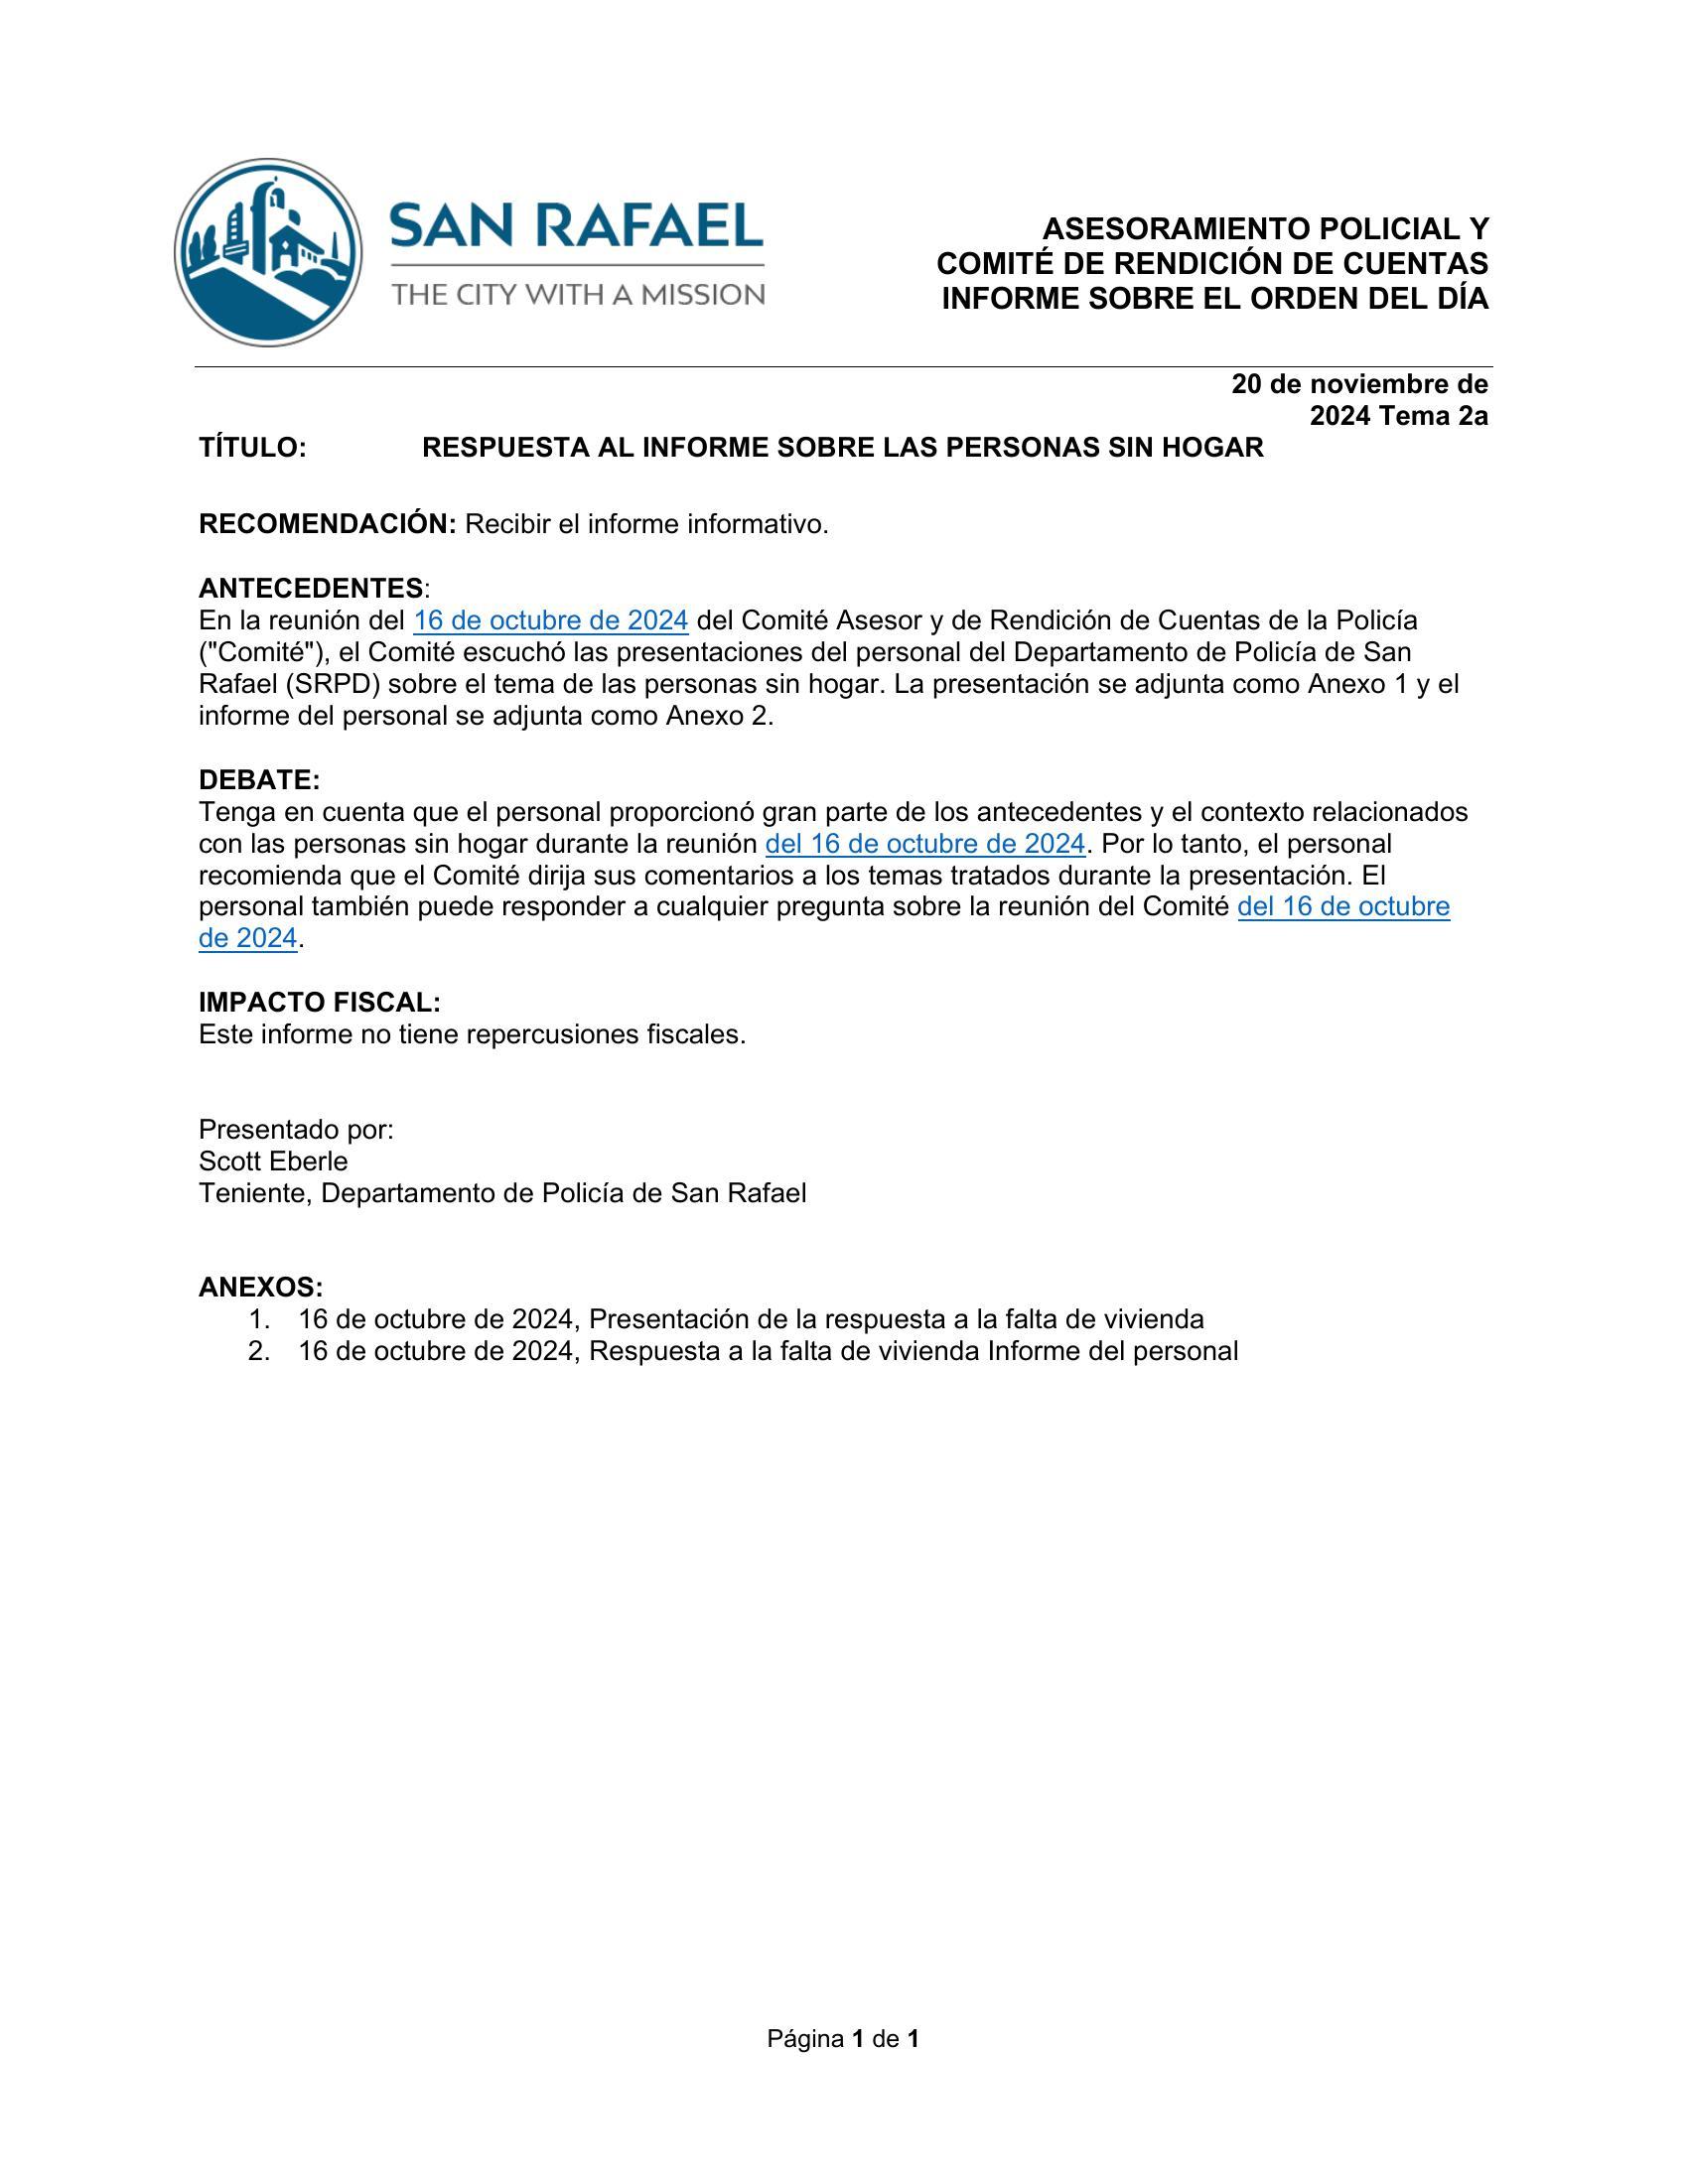 SAN RAFAEL
THE CITY WITH A MISSION
ASESORAMIENTO POLICIAL Y
COMITÉ DE RENDICIÓN DE CUENTAS
INFORME SOBRE EL ORDEN DEL DÍA
20 de noviembre de
2024 Tema 2a
TÍTULO: RESPUESTA AL INFORME SOBRE LAS PERSONAS SIN HOGAR
RECOMENDACIÓN: Recibir el informe informativo.
ANTECEDENTES:
En la reunión del 16 de octubre de 2024 del Comité Asesor y de Rendición de Cuentas de la Policía
("Comité"), el Comité escuchó las presentaciones del personal del Departamento de Policía de San
Rafael (SRPD) sobre el tema de las personas sin hogar. La presentación se adjunta como Anexo 1 y el
informe del personal se adjunta como Anexo 2.
DEBATE:
Tenga en cuenta que el personal proporcionó gran parte de los antecedentes y el contexto relacionados
con las personas sin hogar durante la reunión del 16 de octubre de 2024. Por lo tanto, el personal
recomienda que el Comité dirija sus comentarios a los temas tratados durante la presentación. El
personal también puede responder a cualquier pregunta sobre la reunión del Comité del 16 de octubre
de 2024.
IMPACTO FISCAL:
Este informe no tiene repercusiones fiscales.
Presentado por:
Scott Eberle
Teniente, Departamento de Policía de San Rafael
ANEXOS:
1. 16 de octubre de 2024, Presentación de la respuesta a la falta de vivienda
2. 16 de octubre de 2024, Respuesta a la falta de vivienda Informe del personal
Página 1 de 1